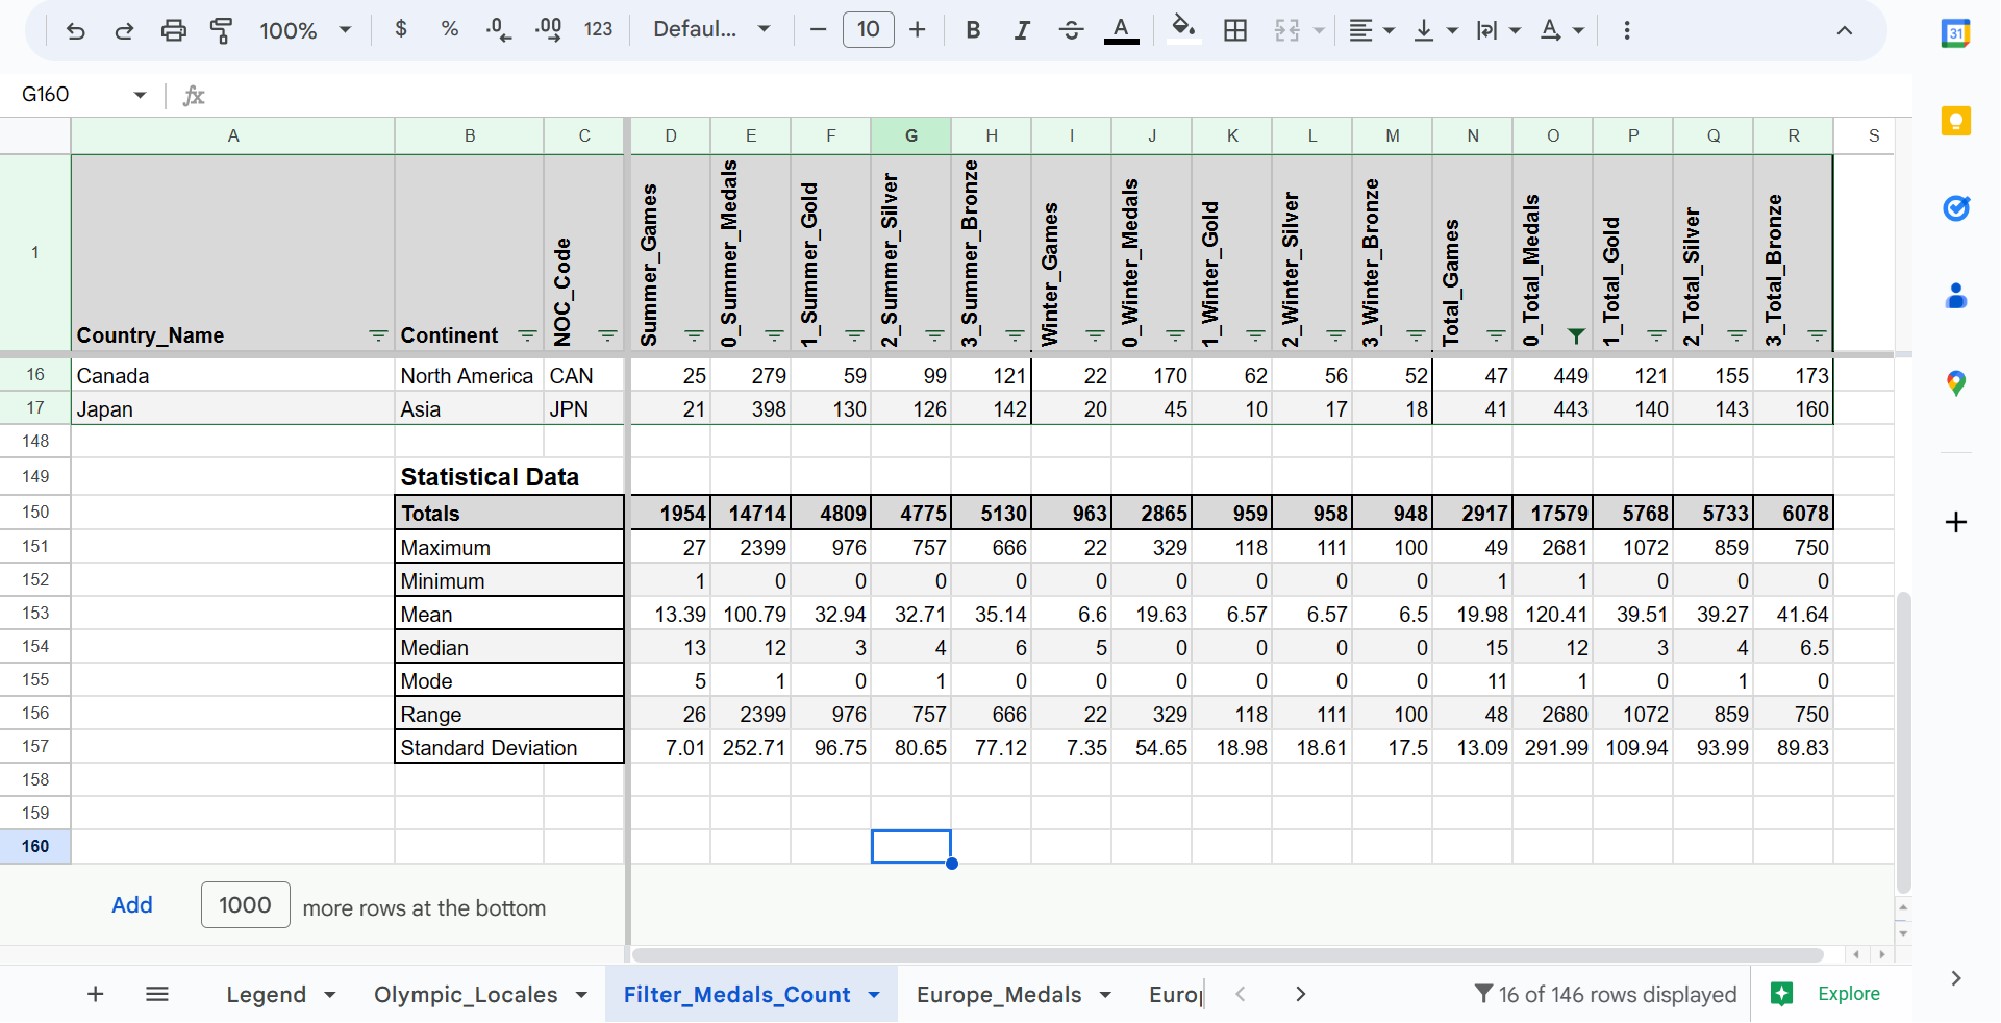 100% $ % .0 .00 123 Defaul... 10 B I S A A
G160 fx
A B C D E F G H I J K L M N O P Q R S
1 Country_Name Continent NOC_Code Summer_Games 0_Summer_Medals 1_Summer_Gold 2_Summer_Silver 3_Summer_Bronze Winter_Games 0_Winter_Medals 1_Winter_Gold 2_Winter_Silver 3_Winter_Bronze Total_Games 0_Total_Medals 1_Total_Gold 2_Total_Silver 3_Total_Bronze
16 Canada North America CAN 25 279 59 99 121 22 170 62 56 52 47 449 121 155 173
17 Japan Asia JPN 21 398 130 126 142 20 45 10 17 18 41 443 140 143 160
148
149 Statistical Data
150 Totals 1954 14714 4809 4775 5130 963 2865 959 958 948 2917 17579 5768 5733 6078
151 Maximum 27 2399 976 757 666 22 329 118 111 100 49 2681 1072 859 750
152 Minimum 1 0 0 0 0 0 0 0 0 0 1 1 0 0 0
153 Mean 13.39 100.79 32.94 32.71 35.14 6.6 19.63 6.57 6.57 6.5 19.98 120.41 39.51 39.27 41.64
154 Median 13 12 3 4 6 5 0 0 0 0 15 12 3 4 6.5
155 Mode 5 1 0 1 0 0 0 0 0 0 11 1 0 1 0
156 Range 26 2399 976 757 666 22 329 118 111 100 48 2680 1072 859 750
157 Standard Deviation 7.01 252.71 96.75 80.65 77.12 7.35 54.65 18.98 18.61 17.5 13.09 291.99 109.94 93.99 89.83
158
159
160
Add 1000 more rows at the bottom
Legend Olympic_Locales Filter_Medals_Count Europe_Medals Euro 16 of 146 rows displayed Explore
31